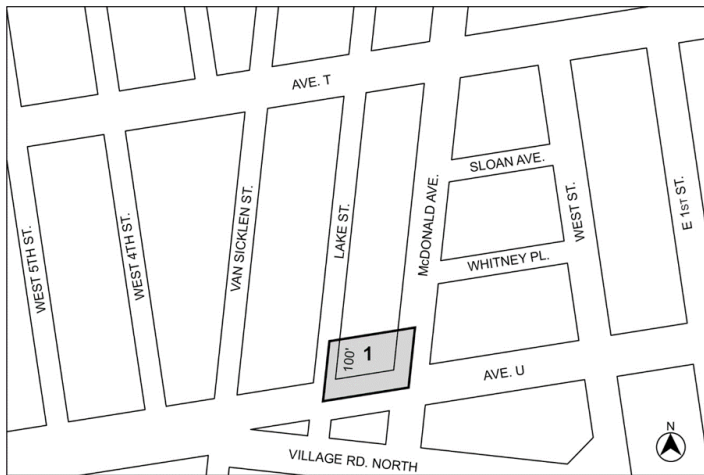 AVE. T
SLOAN AVE.
WEST 5TH ST.
WEST 4TH ST.
VAN SICKLEN ST.
LAKE ST.
McDONALD AVE.
WEST ST.
E 1ST ST.
WHITNEY PL.
100'
1
AVE. U
VILLAGE RD. NORTH
N